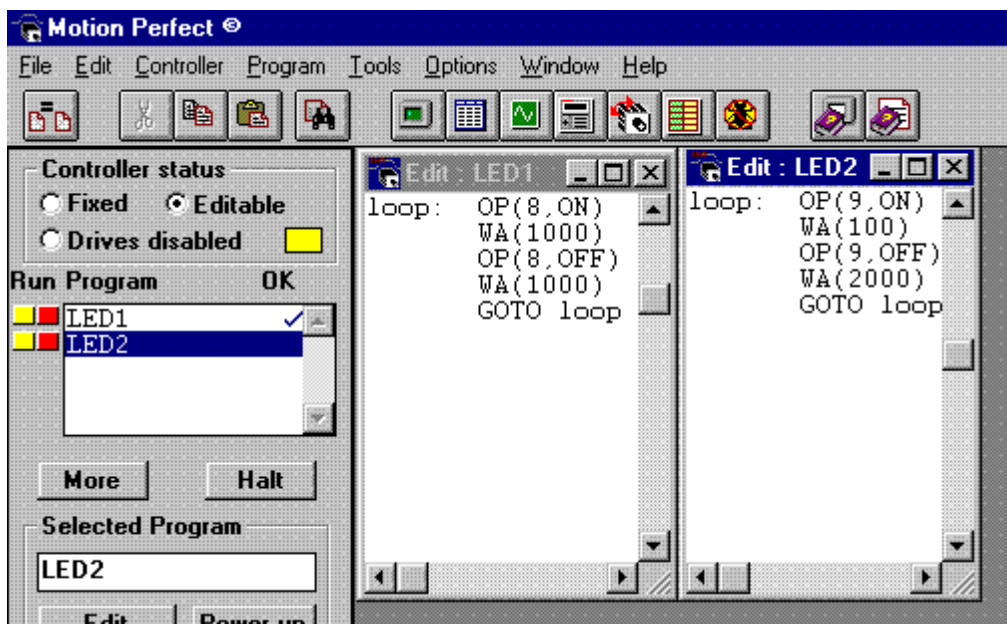 Motion Perfect ©
File Edit Controller Program Tools Options Window Help
Controller status
Fixed Editable
Drives disabled
Run Program OK
LED1
LED2
More Halt
Selected Program
LED2
Edit Power up
Edit : LED1
loop: OP(8,ON)
WA(1000)
OP(8,OFF)
WA(1000)
GOTO loop
Edit : LED2
loop: OP(9,ON)
WA(100)
OP(9,OFF)
WA(2000)
GOTO loop